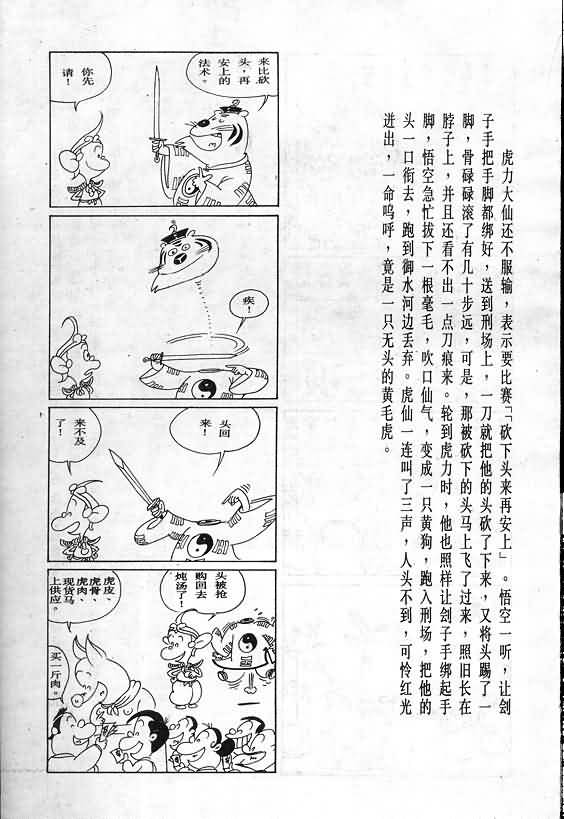 虎力大仙还不服输，表示要比赛「砍下头来再安上」。悟空一听，让刽
子手把手脚都绑好，送到刑场上，一刀就把他的头砍了下来，又将头踢了一
脚，骨碌碌滚了有几十步远，可是，那被砍下的头马上飞了过来，照旧长在
脖子上，并且还看不出一点刀痕来。轮到虎力时，他也照样让刽子手绑起手
脚，悟空急忙拔下一根毫毛，吹口仙气，变成一只黄狗，跑入刑场，把他的
头一口衔去，跑到御水河边丢弃。虎仙一连叫了三声，人头不到，可怜红光
迸出，一命呜呼，竟是一只无头的黄毛虎。
来比砍
头，再
安上的
法术。
你先
请！
疾！
头回
来！
来不及
了！
头被抢
购回去
炖汤了！
虎皮、
虎骨、
虎肉、
现货马
上供应。
买一斤肉。